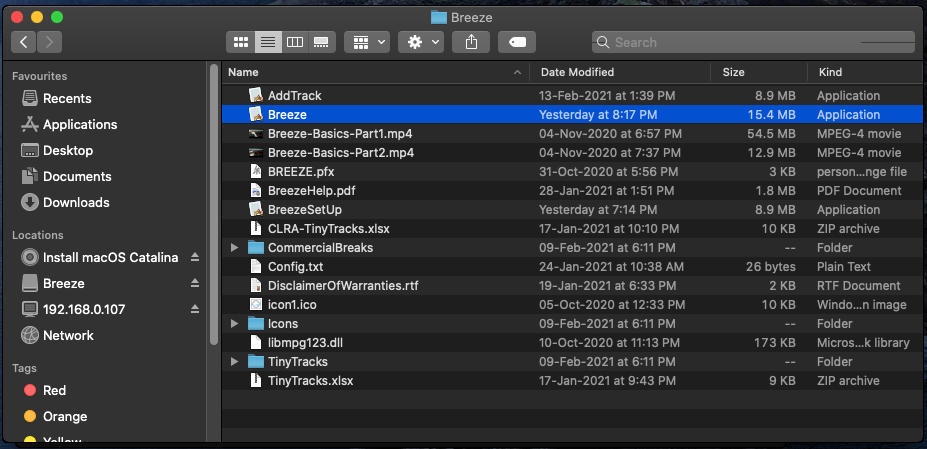 Breeze
Search
Favourites
Recents
Applications
Desktop
Documents
Downloads
Locations
Install macOS Catalina
Breeze
192.168.0.107
Network
Tags
Red
Orange
Yellow
Name Date Modified Size Kind
AddTrack 13-Feb-2021 at 1:39 PM 8.9 MB Application
Breeze Yesterday at 8:17 PM 15.4 MB Application
Breeze-Basics-Part1.mp4 04-Nov-2020 at 6:57 PM 54.5 MB MPEG-4 movie
Breeze-Basics-Part2.mp4 04-Nov-2020 at 7:37 PM 12.9 MB MPEG-4 movie
BREEZE.pfx 31-Oct-2020 at 5:56 PM 3 KB person...nge file
BreezeHelp.pdf 28-Jan-2021 at 1:51 PM 1.8 MB PDF Document
BreezeSetUp Yesterday at 7:14 PM 8.9 MB Application
CLRA-TinyTracks.xlsx 17-Jan-2021 at 10:10 PM 10 KB ZIP archive
CommercialBreaks 09-Feb-2021 at 6:11 PM -- Folder
Config.txt 24-Jan-2021 at 10:38 AM 26 bytes Plain Text
DisclaimerOfWarranties.rtf 19-Jan-2021 at 6:33 PM 2 KB RTF Document
icon1.ico 05-Oct-2020 at 12:33 PM 10 KB Windo...n image
Icons 09-Feb-2021 at 6:11 PM -- Folder
libmpg123.dll 10-Oct-2020 at 11:13 PM 173 KB Micros...k library
TinyTracks 09-Feb-2021 at 6:11 PM -- Folder
TinyTracks.xlsx 17-Jan-2021 at 9:43 PM 9 KB ZIP archive